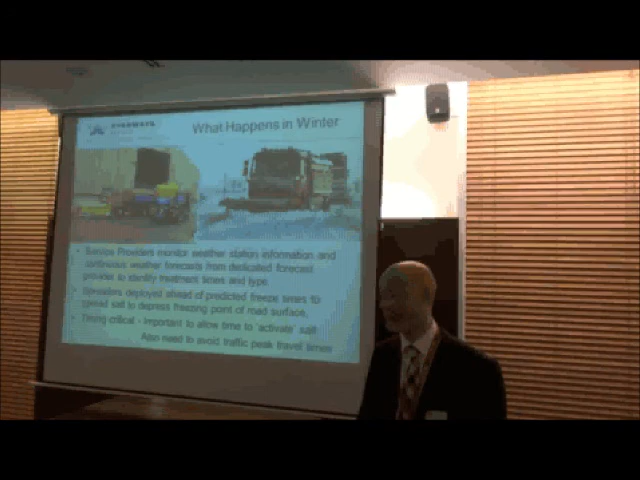 What Happens in Winter
• Service Providers monitor weather station information and
continuous weather forecasts from dedicated forecast
provider to identify treatment times and type.
• Spreaders deployed ahead of predicted freeze times to
spread salt to depress freezing point of road surface.
• Timing critical - important to allow time to 'activate' salt
Also need to avoid traffic peak travel times